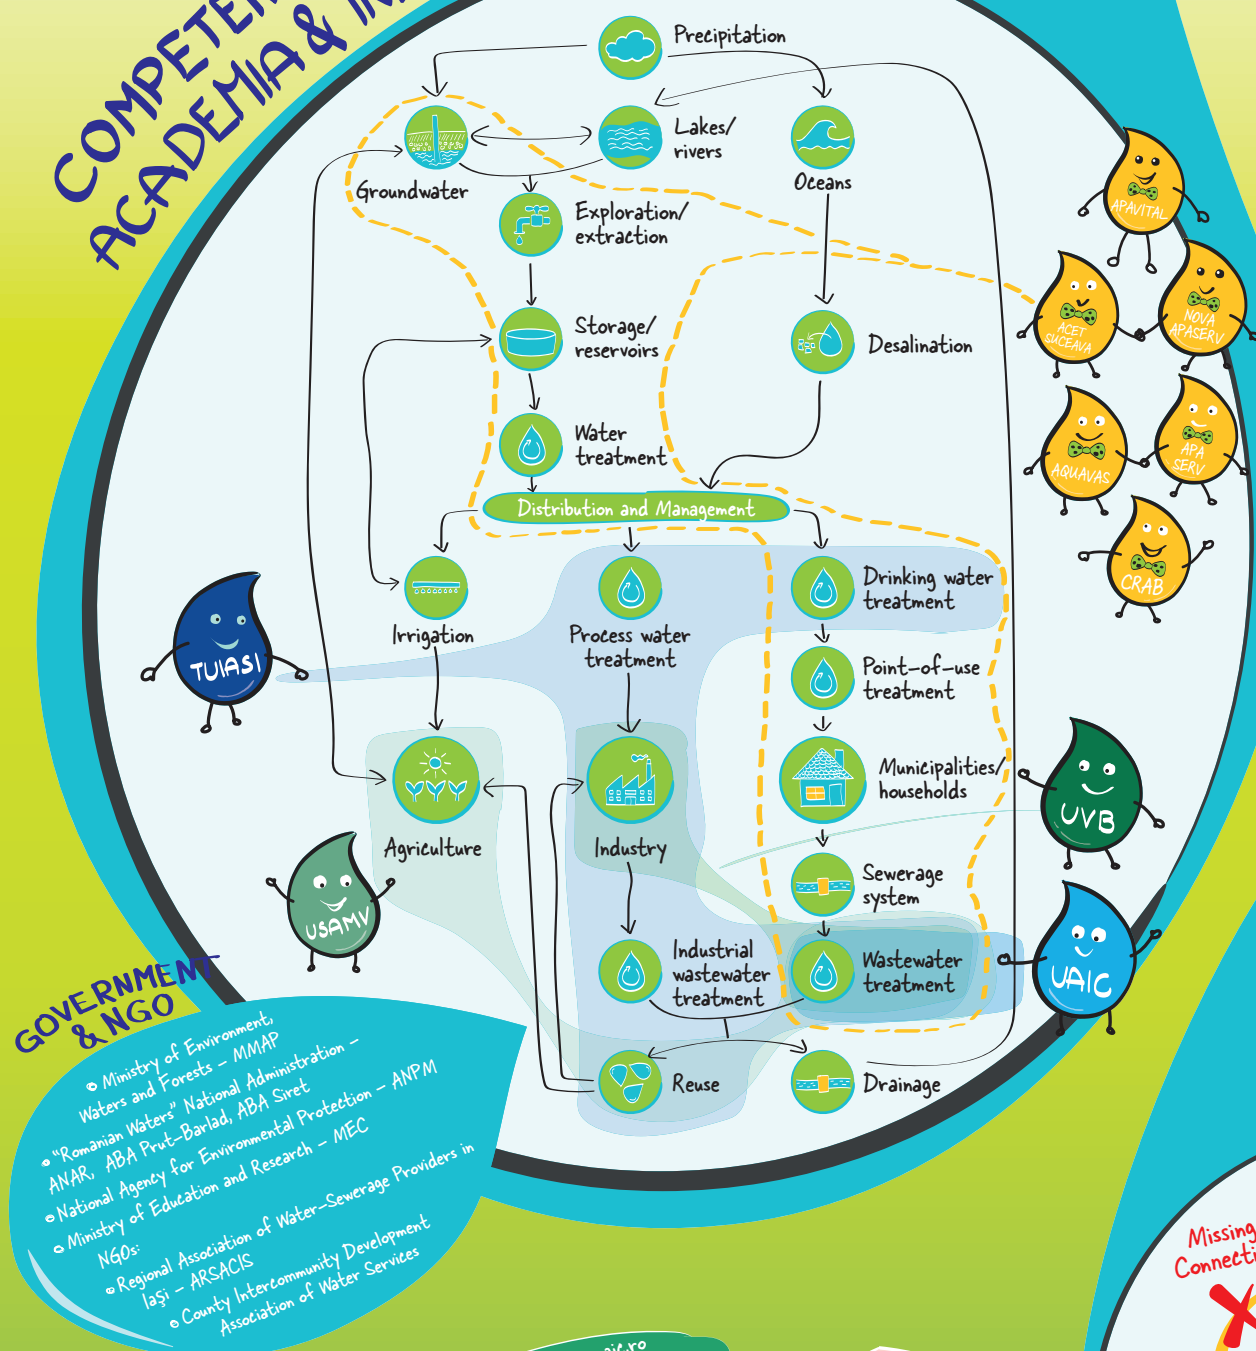 ACADEMIA &
Precipitation
Lakes/
rivers
Groundwater
Oceans
Exploration/
extraction
Storage/
reservoirs
Desalination
Water
treatment
Distribution and Management
Irrigation
Process water
treatment
Drinking water
treatment
Point-of-use
treatment
Municipalities/
households
Agriculture
Industry
Sewerage
system
Industrial
wastewater
treatment
Wastewater
treatment
Reuse
Drainage
APAVITAL
ACET
SUCEAVA
NOVA
APASERV
AQUAVAS
APA
SERV
CRAB
TUIASI
USAMV
UVB
UAIC
GOVERNMENT
& NGO
Ministry of Environment,
Waters and Forests – MMAP
"Romanian Waters" National Administration –
ANAR, ABA Prut-Barlad, ABA Siret
National Agency for Environmental Protection – ANPM
Ministry of Education and Research – MEC
NGOs:
Regional Association of Water-Sewerage Providers in
Iaşi – ARSACIS
County Intercommunity Development
Association of Water Services
Missing